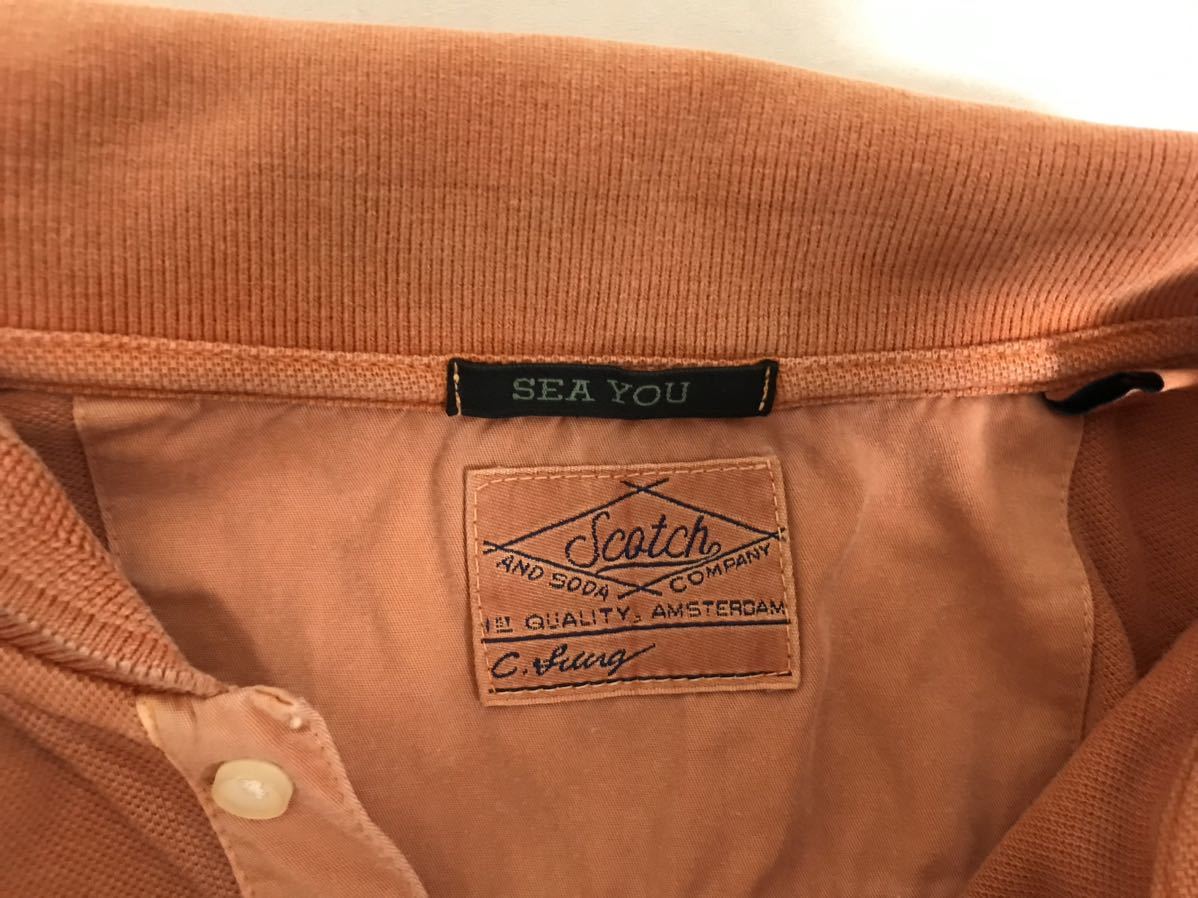 SEA YOU
Scotch
AND SODA COMPANY
1st QUALITY, AMSTERDAM
C.